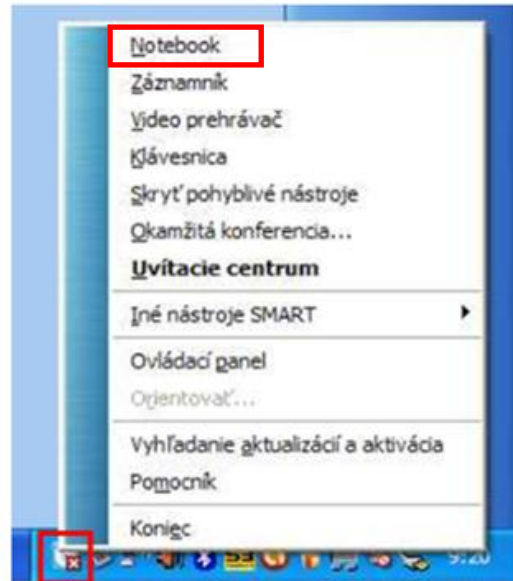 Notebook
Záznamník
Video prehrávač
Klávesnica
Skryť pohyblivé nástroje
Okamžitá konferencia...
Uvítacie centrum
Iné nástroje SMART
Ovládací panel
Orientovať...
Vyhľadanie aktualizácií a aktivácia
Pomocník
Koniec
59
9:20